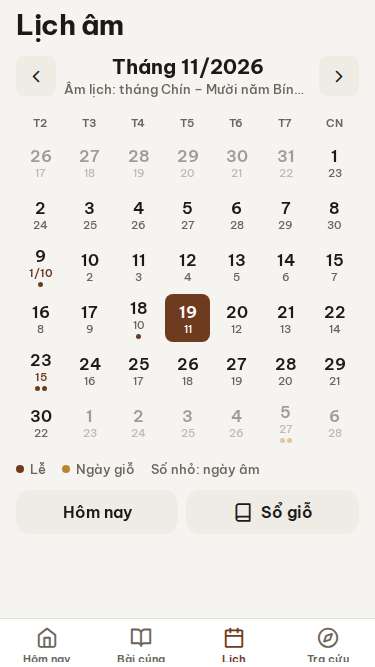 Lịch âm
Tháng 11/2026
Âm lịch: tháng Chín – Mười năm Bín...
T2 T3 T4 T5 T6 T7 CN
26 27 28 29 30 31 1
17 18 19 20 21 22 23
2 3 4 5 6 7 8
24 25 26 27 28 29 30
9 10 11 12 13 14 15
1/10 2 3 4 5 6 7
16 17 18 19 20 21 22
8 9 10 11 12 13 14
23 24 25 26 27 28 29
15 16 17 18 19 20 21
30 1 2 3 4 5 6
22 23 24 25 26 27 28
Lễ Ngày giỗ Số nhỏ: ngày âm
Hôm nay Sổ giỗ
Hôm nay Bài cúng Lịch Tra cứu